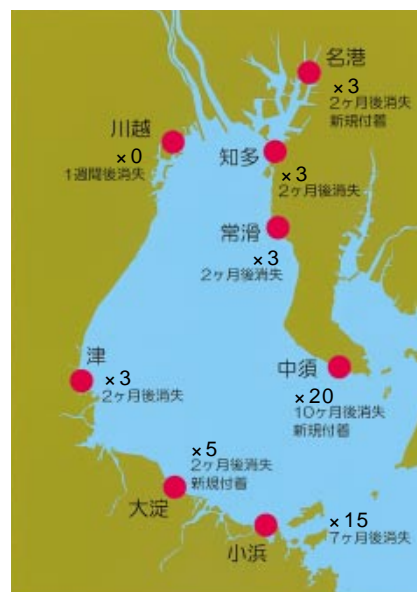 名港
×3
2ヶ月後消失
新規付着
川越
×0
1週間後消失
知多
×3
2ヶ月後消失
常滑
×3
2ヶ月後消失
津
×3
2ヶ月後消失
中須
×20
10ヶ月後消失
新規付着
×5
2ヶ月後消失
新規付着
大淀
×15
7ヶ月後消失
小浜